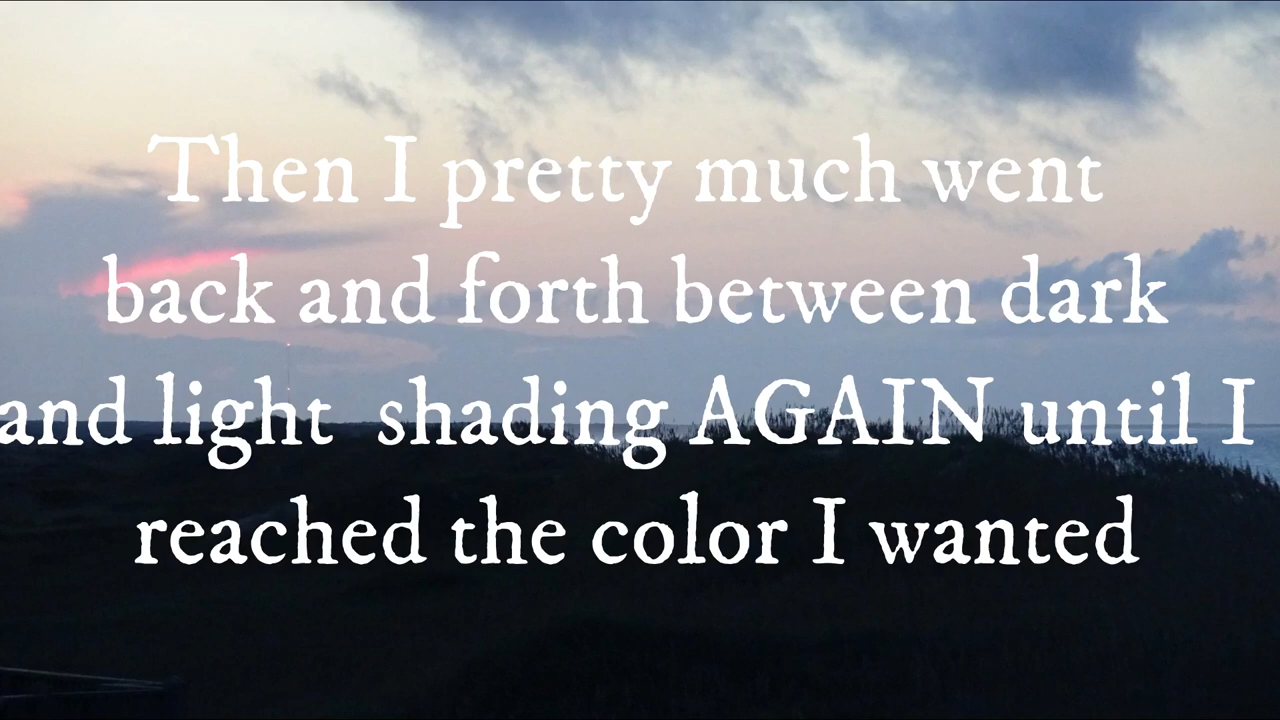 Then I pretty much went
back and forth between dark
and light  shading AGAIN until I
reached the color I wanted